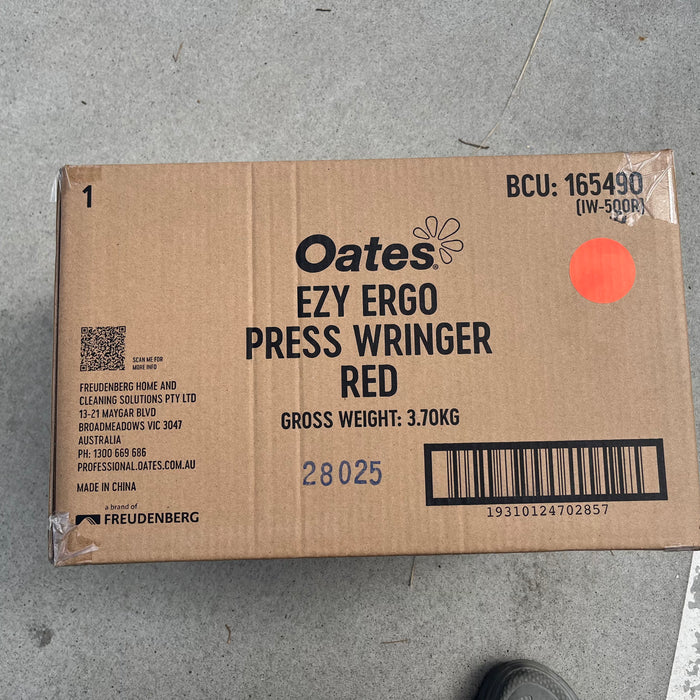 1
BCU: 165490
(IW-500R)
Oates®
EZY ERGO
PRESS WRINGER
RED
GROSS WEIGHT: 3.70KG
SCAN ME FOR
MORE INFO
FREUDENBERG HOME AND
CLEANING SOLUTIONS PTY LTD
13-21 MAYGAR BLVD
BROADMEADOWS VIC 3047
AUSTRALIA
PH: 1300 669 686
PROFESSIONAL.OATES.COM.AU
MADE IN CHINA
a brand of
FREUDENBERG
28025
19310124702857